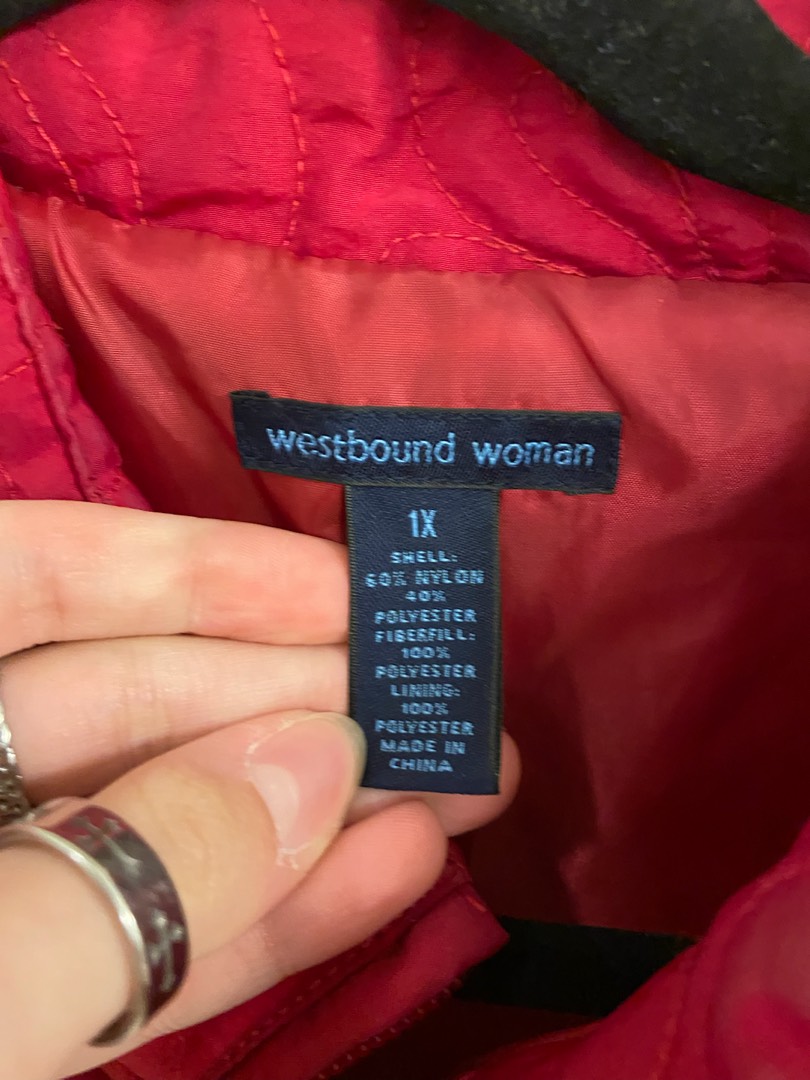 westbound woman
1X
SHELL:
60% NYLON
40%
POLYESTER
FIBERFILL:
100%
POLYESTER
LINING:
100%
POLYESTER
MADE IN
CHINA